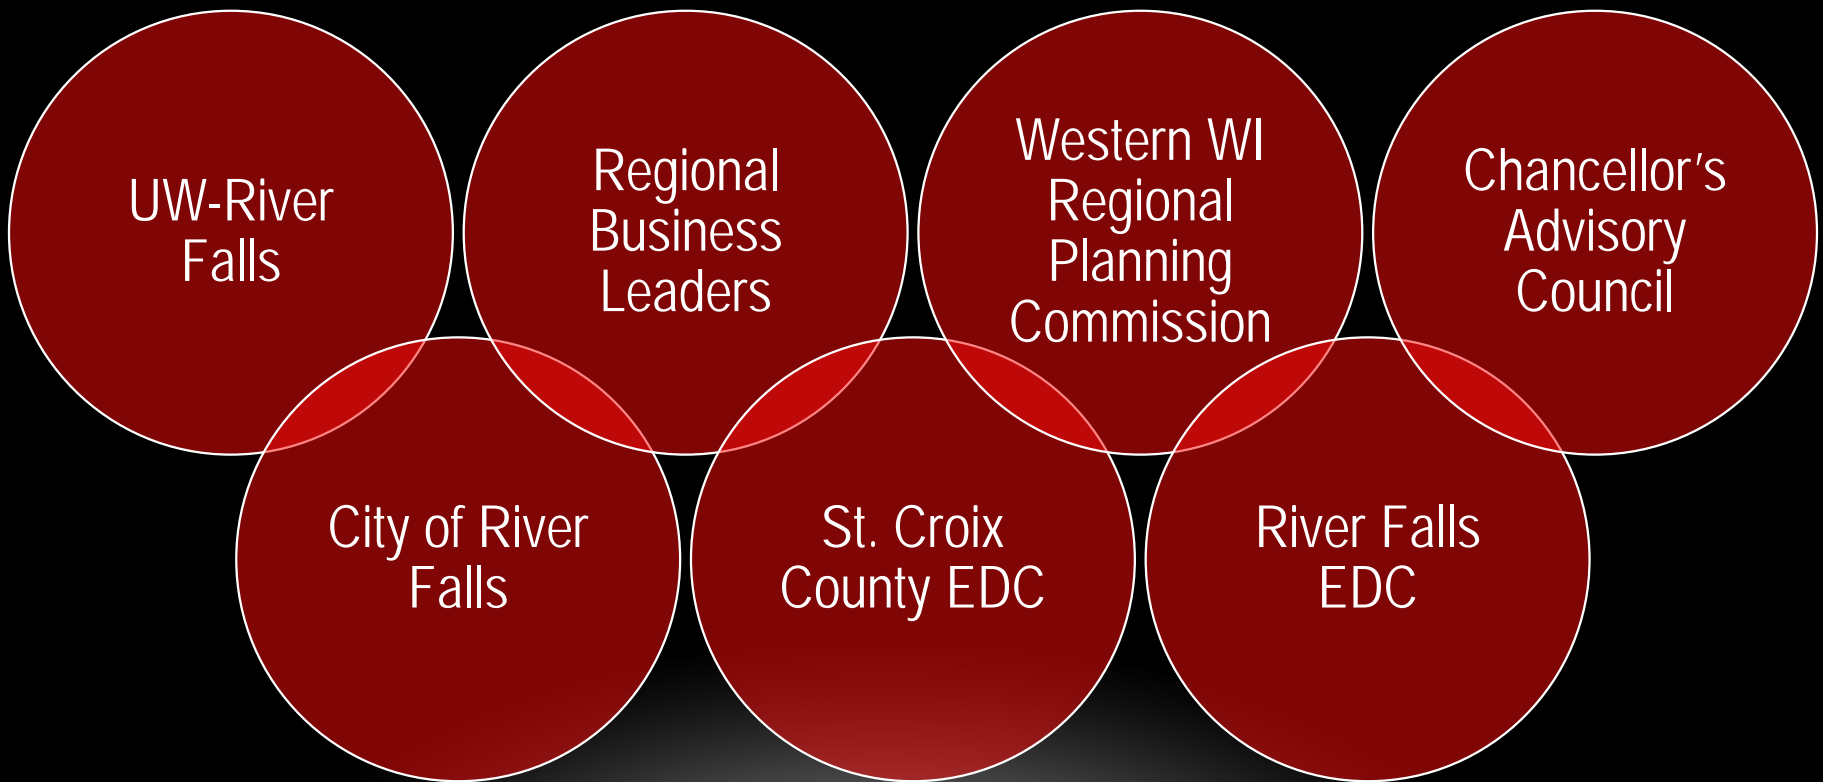 UW-River
Falls
Regional
Business
Leaders
Western WI
Regional
Planning
Commission
Chancellor’s
Advisory
Council
City of River
Falls
St. Croix
County EDC
River Falls
EDC